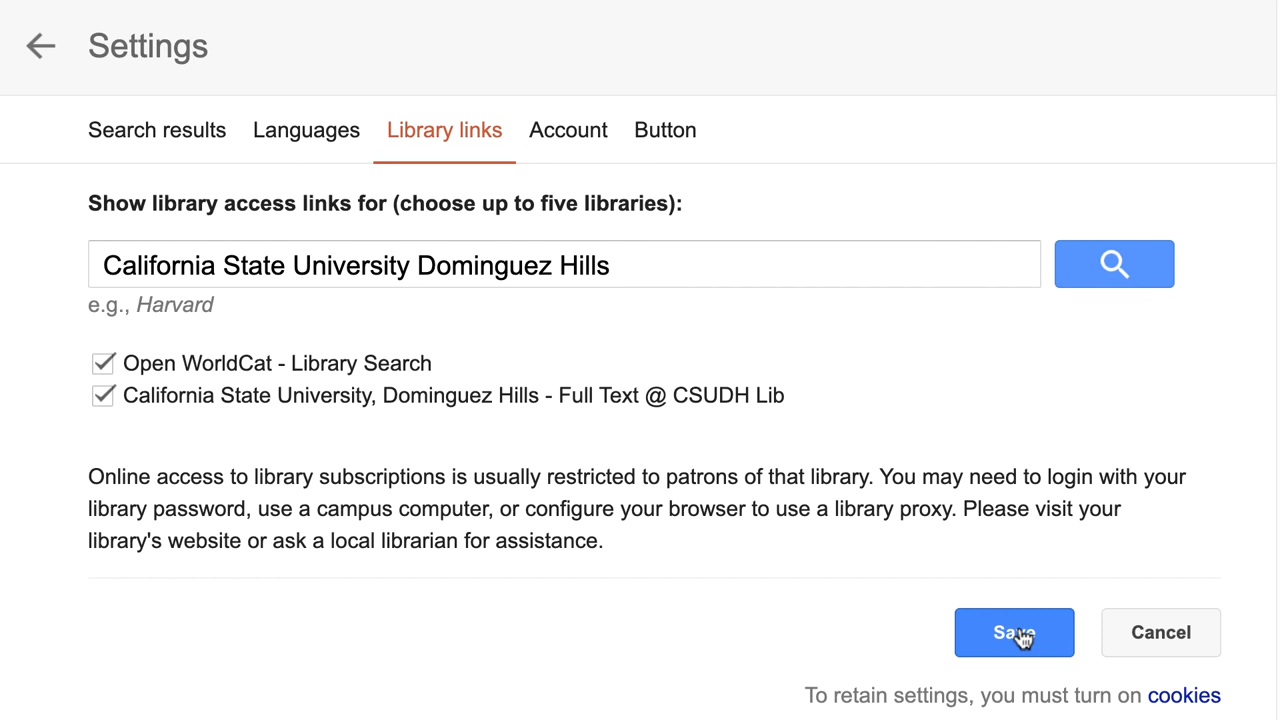 Settings
Search results Languages Library links Account Button
Show library access links for (choose up to five libraries):
California State University Dominguez Hills
e.g., Harvard
Open WorldCat - Library Search
California State University, Dominguez Hills - Full Text @ CSUDH Lib
Online access to library subscriptions is usually restricted to patrons of that library. You may need to login with your
library password, use a campus computer, or configure your browser to use a library proxy. Please visit your
library's website or ask a local librarian for assistance.
Save Cancel
To retain settings, you must turn on cookies